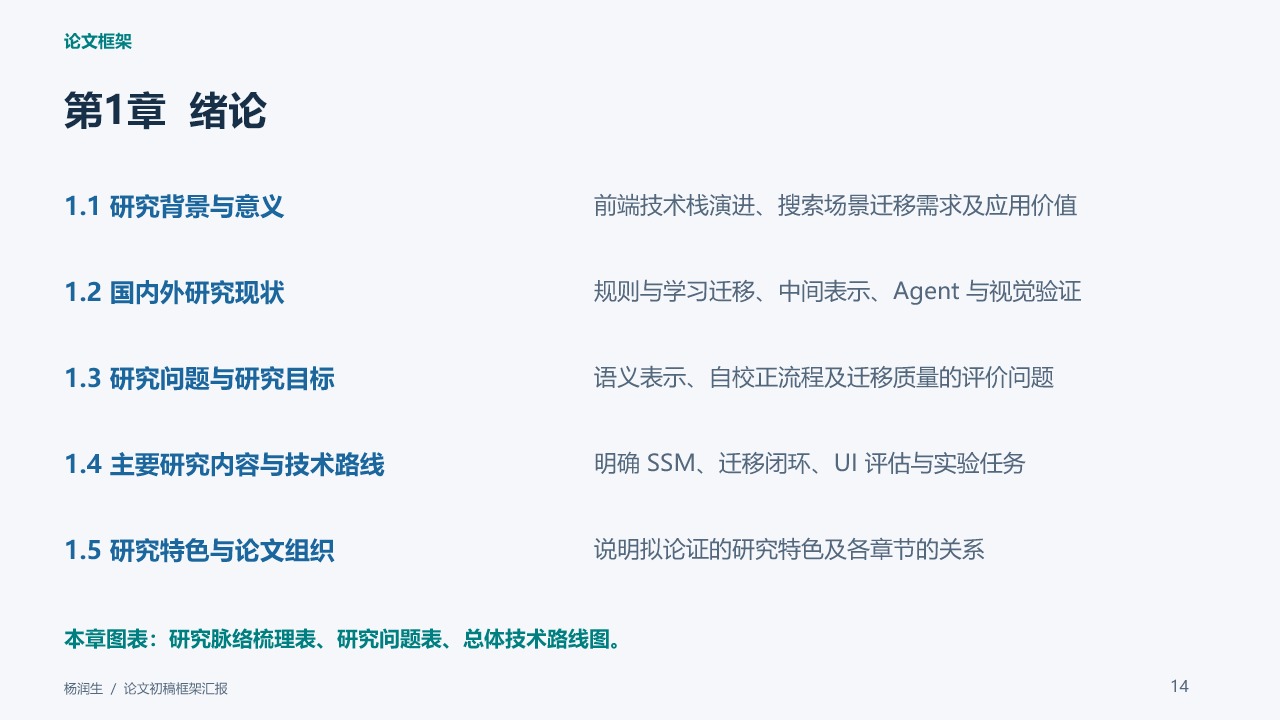 论文框架
第1章 绪论
1.1 研究背景与意义
前端技术栈演进、搜索场景迁移需求及应用价值
1.2 国内外研究现状
规则与学习迁移、中间表示、Agent 与视觉验证
1.3 研究问题与研究目标
语义表示、自校正流程及迁移质量的评价问题
1.4 主要研究内容与技术路线
明确 SSM、迁移闭环、UI 评估与实验任务
1.5 研究特色与论文组织
说明拟论证的研究特色及各章节的关系
本章图表：研究脉络梳理表、研究问题表、总体技术路线图。
杨润生 / 论文初稿框架汇报
14